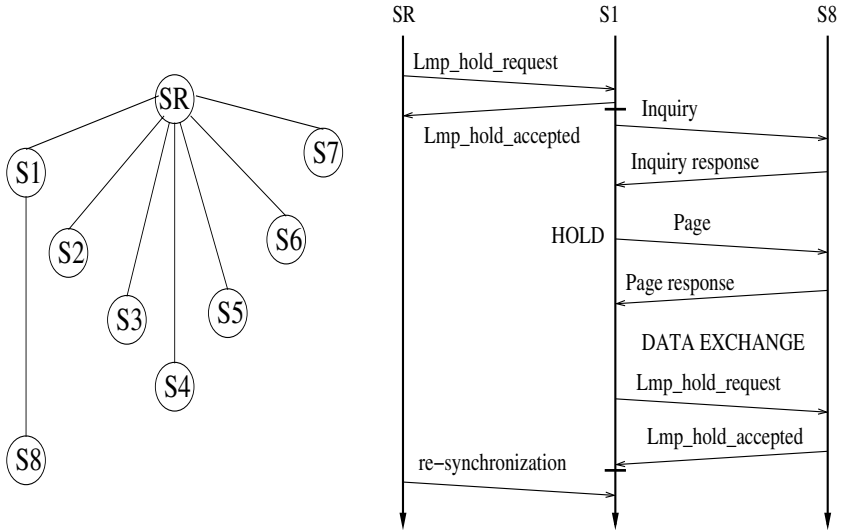 SR
S1
S2
S3
S4
S5
S6
S7
S8
SR
S1
S8
Lmp_hold_request
Lmp_hold_accepted
Inquiry
Inquiry response
HOLD
Page
Page response
DATA EXCHANGE
Lmp_hold_request
Lmp_hold_accepted
re−synchronization